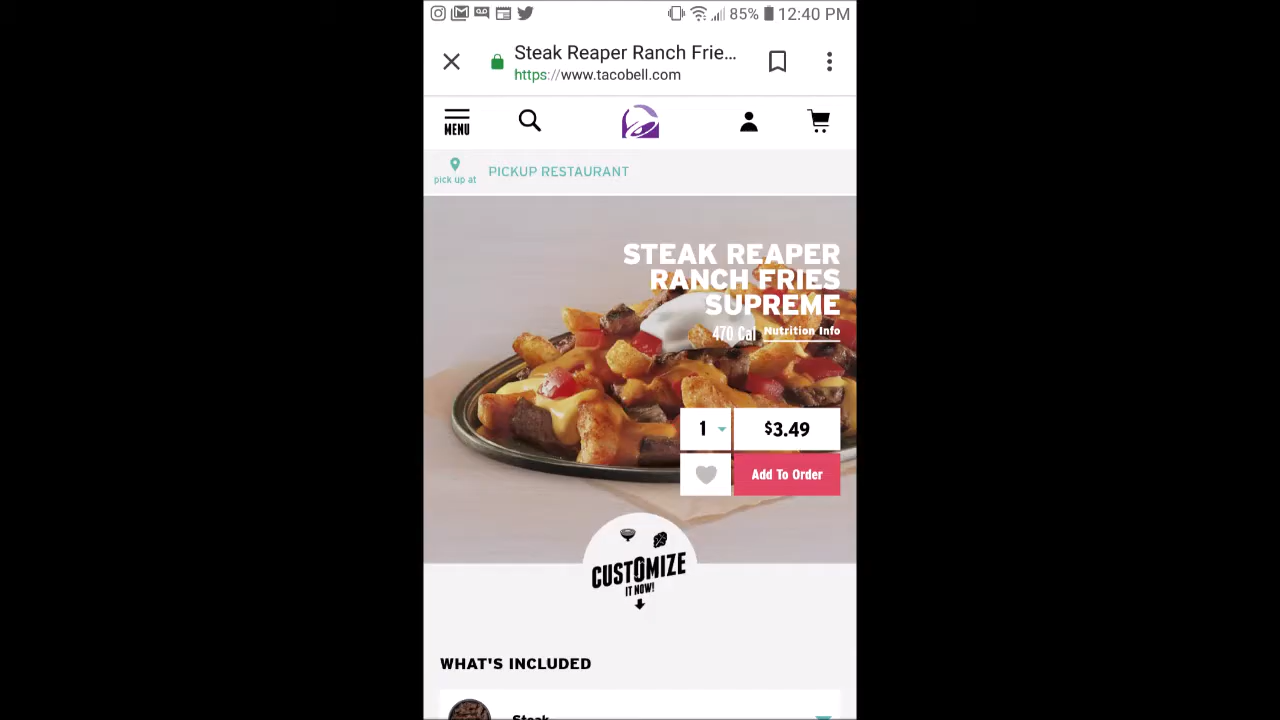 85% 12:40 PM
Steak Reaper Ranch Frie...
https://www.tacobell.com
MENU
pick up at PICKUP RESTAURANT
STEAK REAPER
RANCH FRIES
SUPREME
470 Cal Nutrition Info
1 $3.49
Add To Order
CUSTOMIZE
IT NOW!
WHAT'S INCLUDED
Steak